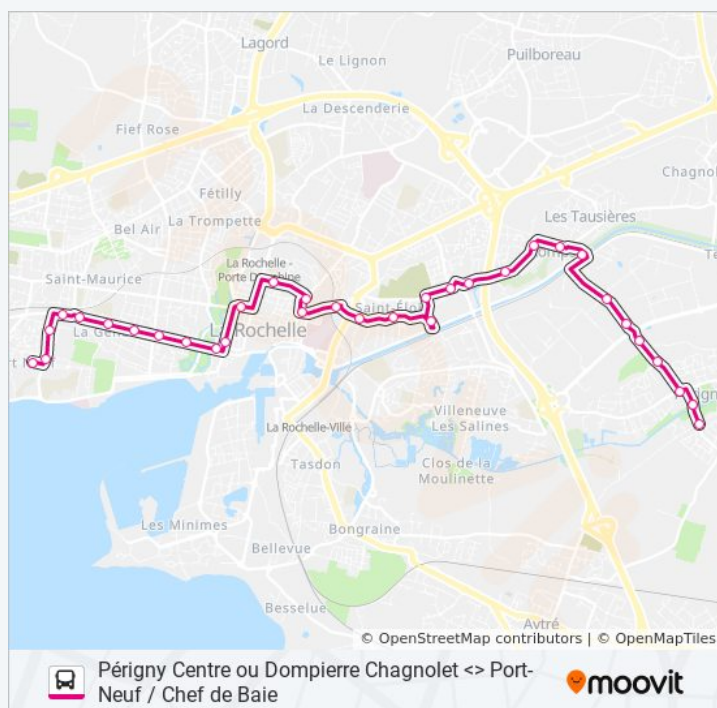 Lagord
Puilboreau
Le Lignon
La Descenderie
Fief Rose
Chagnol
Fétilly
La Trompette
Bel Air
Les Tausières
La Rochelle -
Saint-Maurice
La Rochelle
La Rochelle-Ville
Villeneuve
Les Salines
Tasdon
Clos de la
Moulinette
Les Minimes
Bongraine
Bellevue
Besselue
Aytré
© OpenStreetMap contributors | © OpenMapTiles
Périgny Centre ou Dompierre Chagnolet <> Port-
Neuf / Chef de Baie
moovit